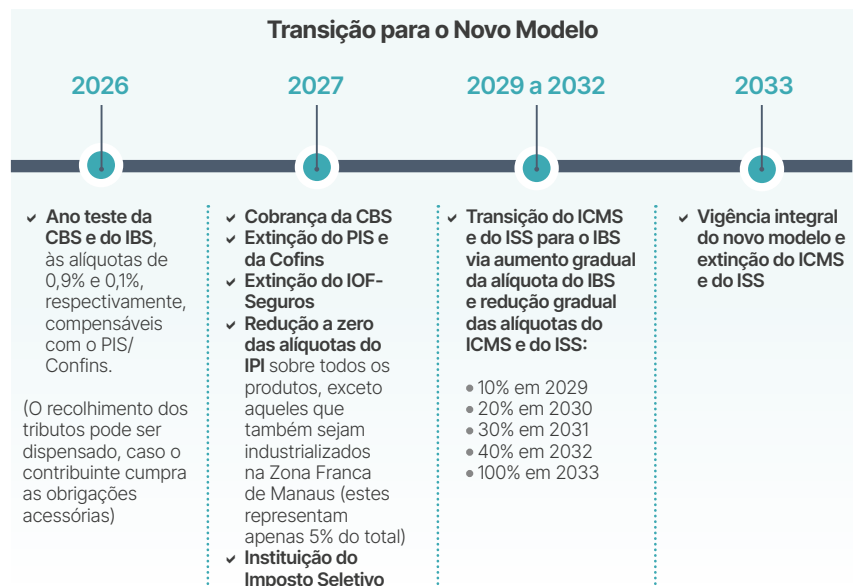 Transição para o Novo Modelo
2026
✓ Ano teste da
CBS e do IBS,
às alíquotas de
0,9% e 0,1%,
respectivamente,
compensáveis
com o PIS/
Confins.
(O recolhimento dos
tributos pode ser
dispensado, caso o
contribuinte cumpra
as obrigações
acessórias)
2027
✓ Cobrança da CBS
✓ Extinção do PIS e
da Cofins
✓ Extinção do IOF-
Seguros
✓ Redução a zero
das alíquotas do
IPI sobre todos os
produtos, exceto
aqueles que
também sejam
industrializados
na Zona Franca
de Manaus (estes
representam
apenas 5% do total)
✓ Instituição do
Imposto Seletivo
2029 a 2032
✓ Transição do ICMS
e do ISS para o IBS
via aumento gradual
da alíquota do IBS
e redução gradual
das alíquotas do
ICMS e do ISS:
• 10% em 2029
• 20% em 2030
• 30% em 2031
• 40% em 2032
• 100% em 2033
2033
✓ Vigência integral
do novo modelo e
extinção do ICMS
e do ISS